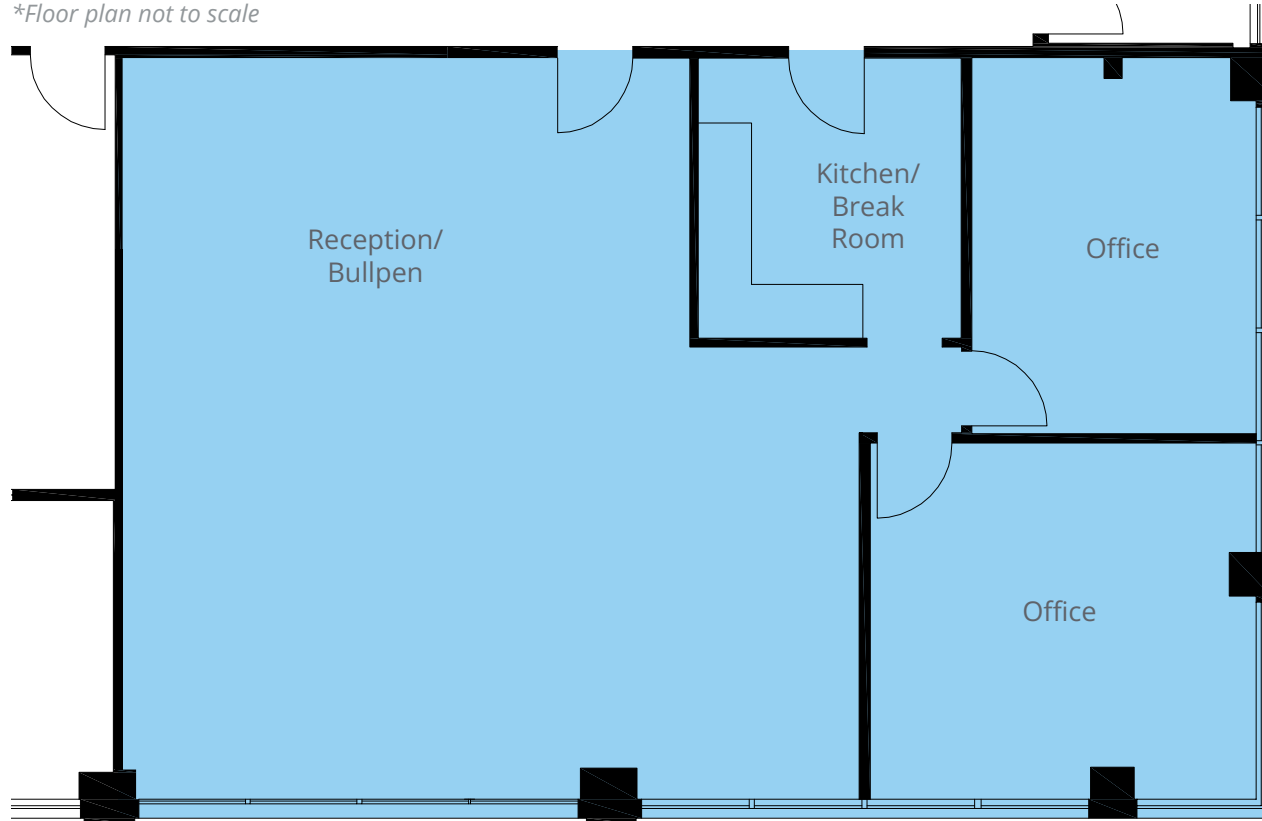 *Floor plan not to scale
Kitchen/
Break
Room
Reception/
Bullpen
Office
Office